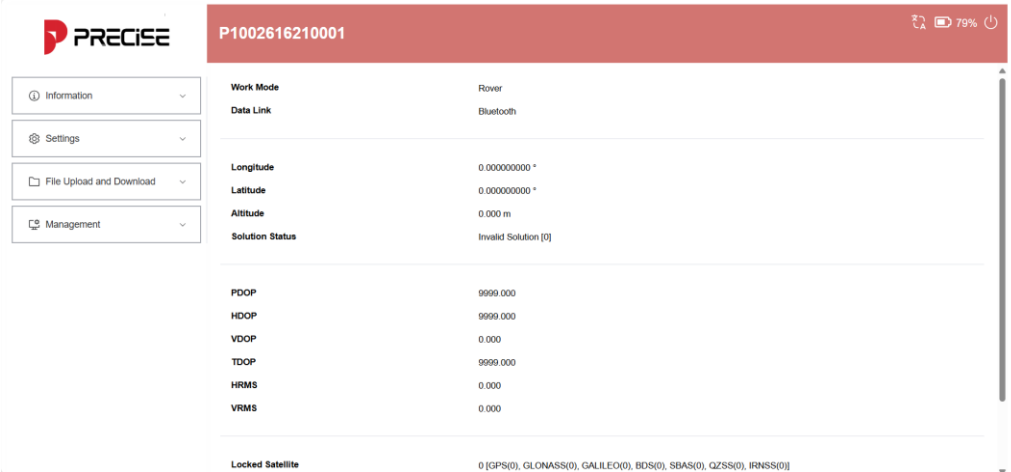 PRECISE
P1002616210001
79%
Information
Settings
File Upload and Download
Management
Work Mode Rover
Data Link Bluetooth
Longitude 0.000000000 °
Latitude 0.000000000 °
Altitude 0.000 m
Solution Status Invalid Solution [0]
PDOP 9999.000
HDOP 9999.000
VDOP 0.000
TDOP 9999.000
HRMS 0.000
VRMS 0.000
Locked Satellite 0 [GPS(0), GLONASS(0), GALILEO(0), BDS(0), SBAS(0), QZSS(0), IRNSS(0)]